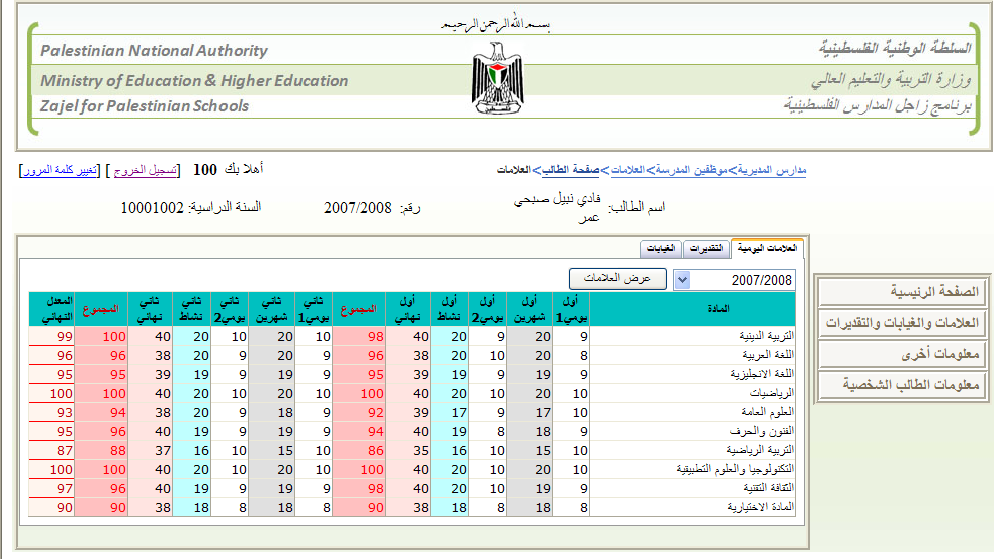 بسم الله الرحمن الرحيم
Palestinian National Authority
السلطة الوطنية الفلسطينية
Ministry of Education & Higher Education
وزارة التربية والتعليم العالي
Zajel for Palestinian Schools
برنامج زاجل المدارس الفلسطينية
مدارس المديرية>موظفين المدرسة>العلامات>صفحة الطالب>العلامات
أهلا بك 100 [تسجيل الخروج ] [تغيير كلمة المرور]
اسم الطالب: فادي نبيل صبحي
عمر
رقم: 2007/2008
السنة الدراسية: 10001002
العلامات اليومية
التقديرات
الغيابات
2007/2008
عرض العلامات
المادة أول يومي1 أول شهرين أول يومي2 أول نشاط أول نهائي المجموع ثاني يومي1 ثاني شهرين ثاني يومي2 ثاني نشاط ثاني نهائي المجموع المعدل النهائي
التربية الدينية 9 20 9 20 40 98 10 20 10 20 40 100 99
اللغة العربية 8 20 10 20 38 96 9 20 9 20 38 96 96
اللغة الانجليزية 9 19 9 19 39 95 9 19 9 19 39 95 95
الرياضيات 10 20 10 20 40 100 10 20 10 20 40 100 100
العلوم العامة 10 17 9 17 39 92 9 18 9 20 38 94 93
الفنون والحرف 9 18 8 19 40 94 9 19 9 19 40 96 95
التربية الرياضية 10 15 10 16 35 86 10 15 10 16 37 88 87
التكنولوجيا والعلوم التطبيقية 10 20 10 20 40 100 10 20 10 20 40 100 100
الثقافة التقنية 9 19 10 20 40 98 9 19 9 19 40 96 97
المادة الاختيارية 8 18 8 18 38 90 8 18 8 18 38 90 90
الصفحة الرئيسية
العلامات والغيابات والتقديرات
معلومات أخرى
معلومات الطالب الشخصية